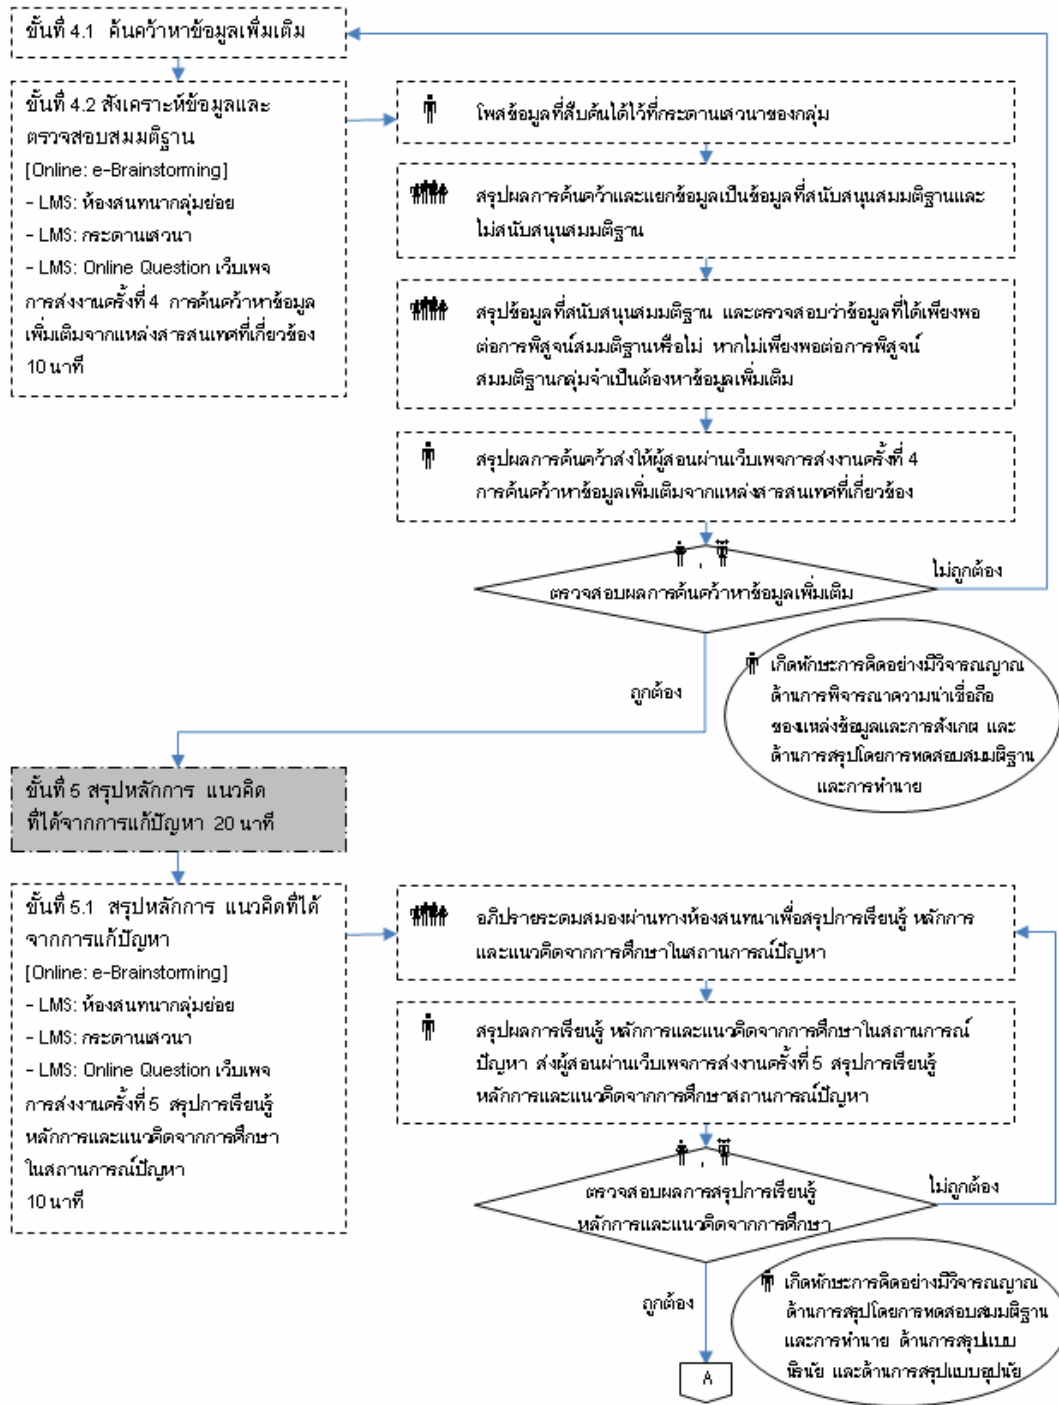 ขั้นที่ 4.1 ค้นคว้าหาข้อมูลเพิ่มเติม
ขั้นที่ 4.2 สังเคราะห์ข้อมูลและ
ตรวจสอบสมมติฐาน
[Online: e-Brainstorming]
- LMS: ห้องสนทนากลุ่มย่อย
- LMS: กระดานเสวนา
- LMS: Online Question เว็บเพจ
การส่งงานครั้งที่ 4 การค้นคว้าหาข้อมูล
เพิ่มเติมจากแหล่งสารสนเทศที่เกี่ยวข้อง
10 นาที
โพสข้อมูลที่สืบค้นได้ไว้ที่กระดานเสวนาของกลุ่ม
สรุปผลการค้นคว้าและแยกข้อมูลเป็นข้อมูลที่สนับสนุนสมมติฐานและ
ไม่สนับสนุนสมมติฐาน
สรุปข้อมูลที่สนับสนุนสมมติฐาน และตรวจสอบว่าข้อมูลที่ได้เพียงพอ
ต่อการพิสูจน์สมมติฐานหรือไม่ หากไม่เพียงพอต่อการพิสูจน์
สมมติฐานกลุ่มจำเป็นต้องหาข้อมูลเพิ่มเติม
สรุปผลการค้นคว้าส่งให้ผู้สอนผ่านเว็บเพจการส่งงานครั้งที่ 4
การค้นคว้าหาข้อมูลเพิ่มเติมจากแหล่งสารสนเทศที่เกี่ยวข้อง
,
ตรวจสอบผลการค้นคว้าหาข้อมูลเพิ่มเติม
ไม่ถูกต้อง
ถูกต้อง
เกิดทักษะการคิดอย่างมีวิจารณญาณ
ด้านการพิจารณาความน่าเชื่อถือ
ของแหล่งข้อมูลและการสังเกต และ
ด้านการสรุปโดยการทดสอบสมมติฐาน
และการทำนาย
ขั้นที่ 5 สรุปหลักการ แนวคิด
ที่ได้จากการแก้ปัญหา 20 นาที
ขั้นที่ 5.1 สรุปหลักการ แนวคิดที่ได้
จากการแก้ปัญหา
[Online: e-Brainstorming]
- LMS: ห้องสนทนากลุ่มย่อย
- LMS: กระดานเสวนา
- LMS: Online Question เว็บเพจ
การส่งงานครั้งที่ 5 สรุปการเรียนรู้
หลักการและแนวคิดจากการศึกษา
ในสถานการณ์ปัญหา
10 นาที
อภิปรายระดมสมองผ่านทางห้องสนทนาเพื่อสรุปการเรียนรู้ หลักการ
และแนวคิดจากการศึกษาในสถานการณ์ปัญหา
สรุปผลการเรียนรู้ หลักการและแนวคิดจากการศึกษาในสถานการณ์
ปัญหา ส่งผู้สอนผ่านเว็บเพจการส่งงานครั้งที่ 5 สรุปการเรียนรู้
หลักการและแนวคิดจากการศึกษาสถานการณ์ปัญหา
,
ตรวจสอบผลการสรุปการเรียนรู้
หลักการและแนวคิดจากการศึกษา
ไม่ถูกต้อง
ถูกต้อง
เกิดทักษะการคิดอย่างมีวิจารณญาณ
ด้านการสรุปโดยการทดสอบสมมติฐาน
และการทำนาย ด้านการสรุปแบบ
นิรนัย และด้านการสรุปแบบอุปนัย
A